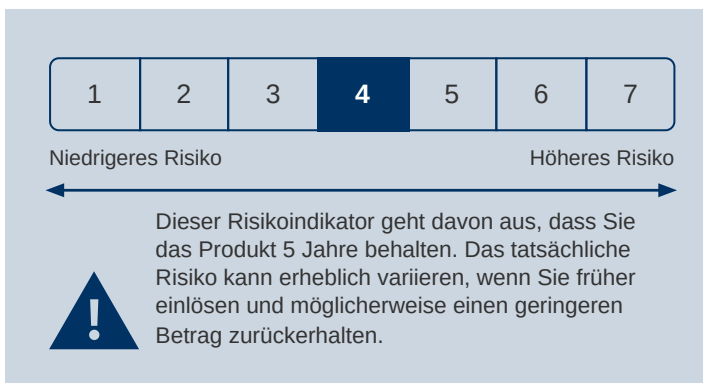 1 2 3 4 5 6 7
Niedrigeres Risiko Höheres Risiko
Dieser Risikoindikator geht davon aus, dass Sie
das Produkt 5 Jahre behalten. Das tatsächliche
Risiko kann erheblich variieren, wenn Sie früher
einlösen und möglicherweise einen geringeren
Betrag zurückerhalten.
!